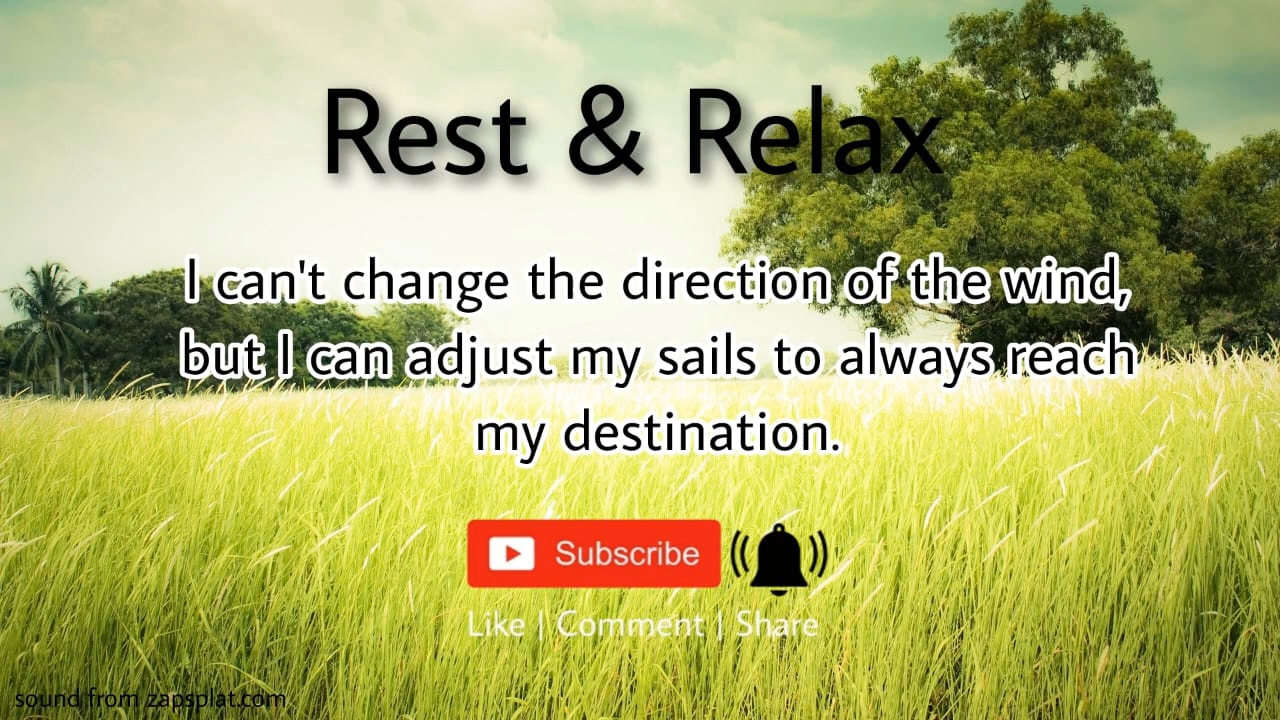 Rest & Relax
I can't change the direction of the wind,
but I can adjust my sails to always reach
my destination.
Subscribe
Like | Comment | Share
sound from zapsplat.com